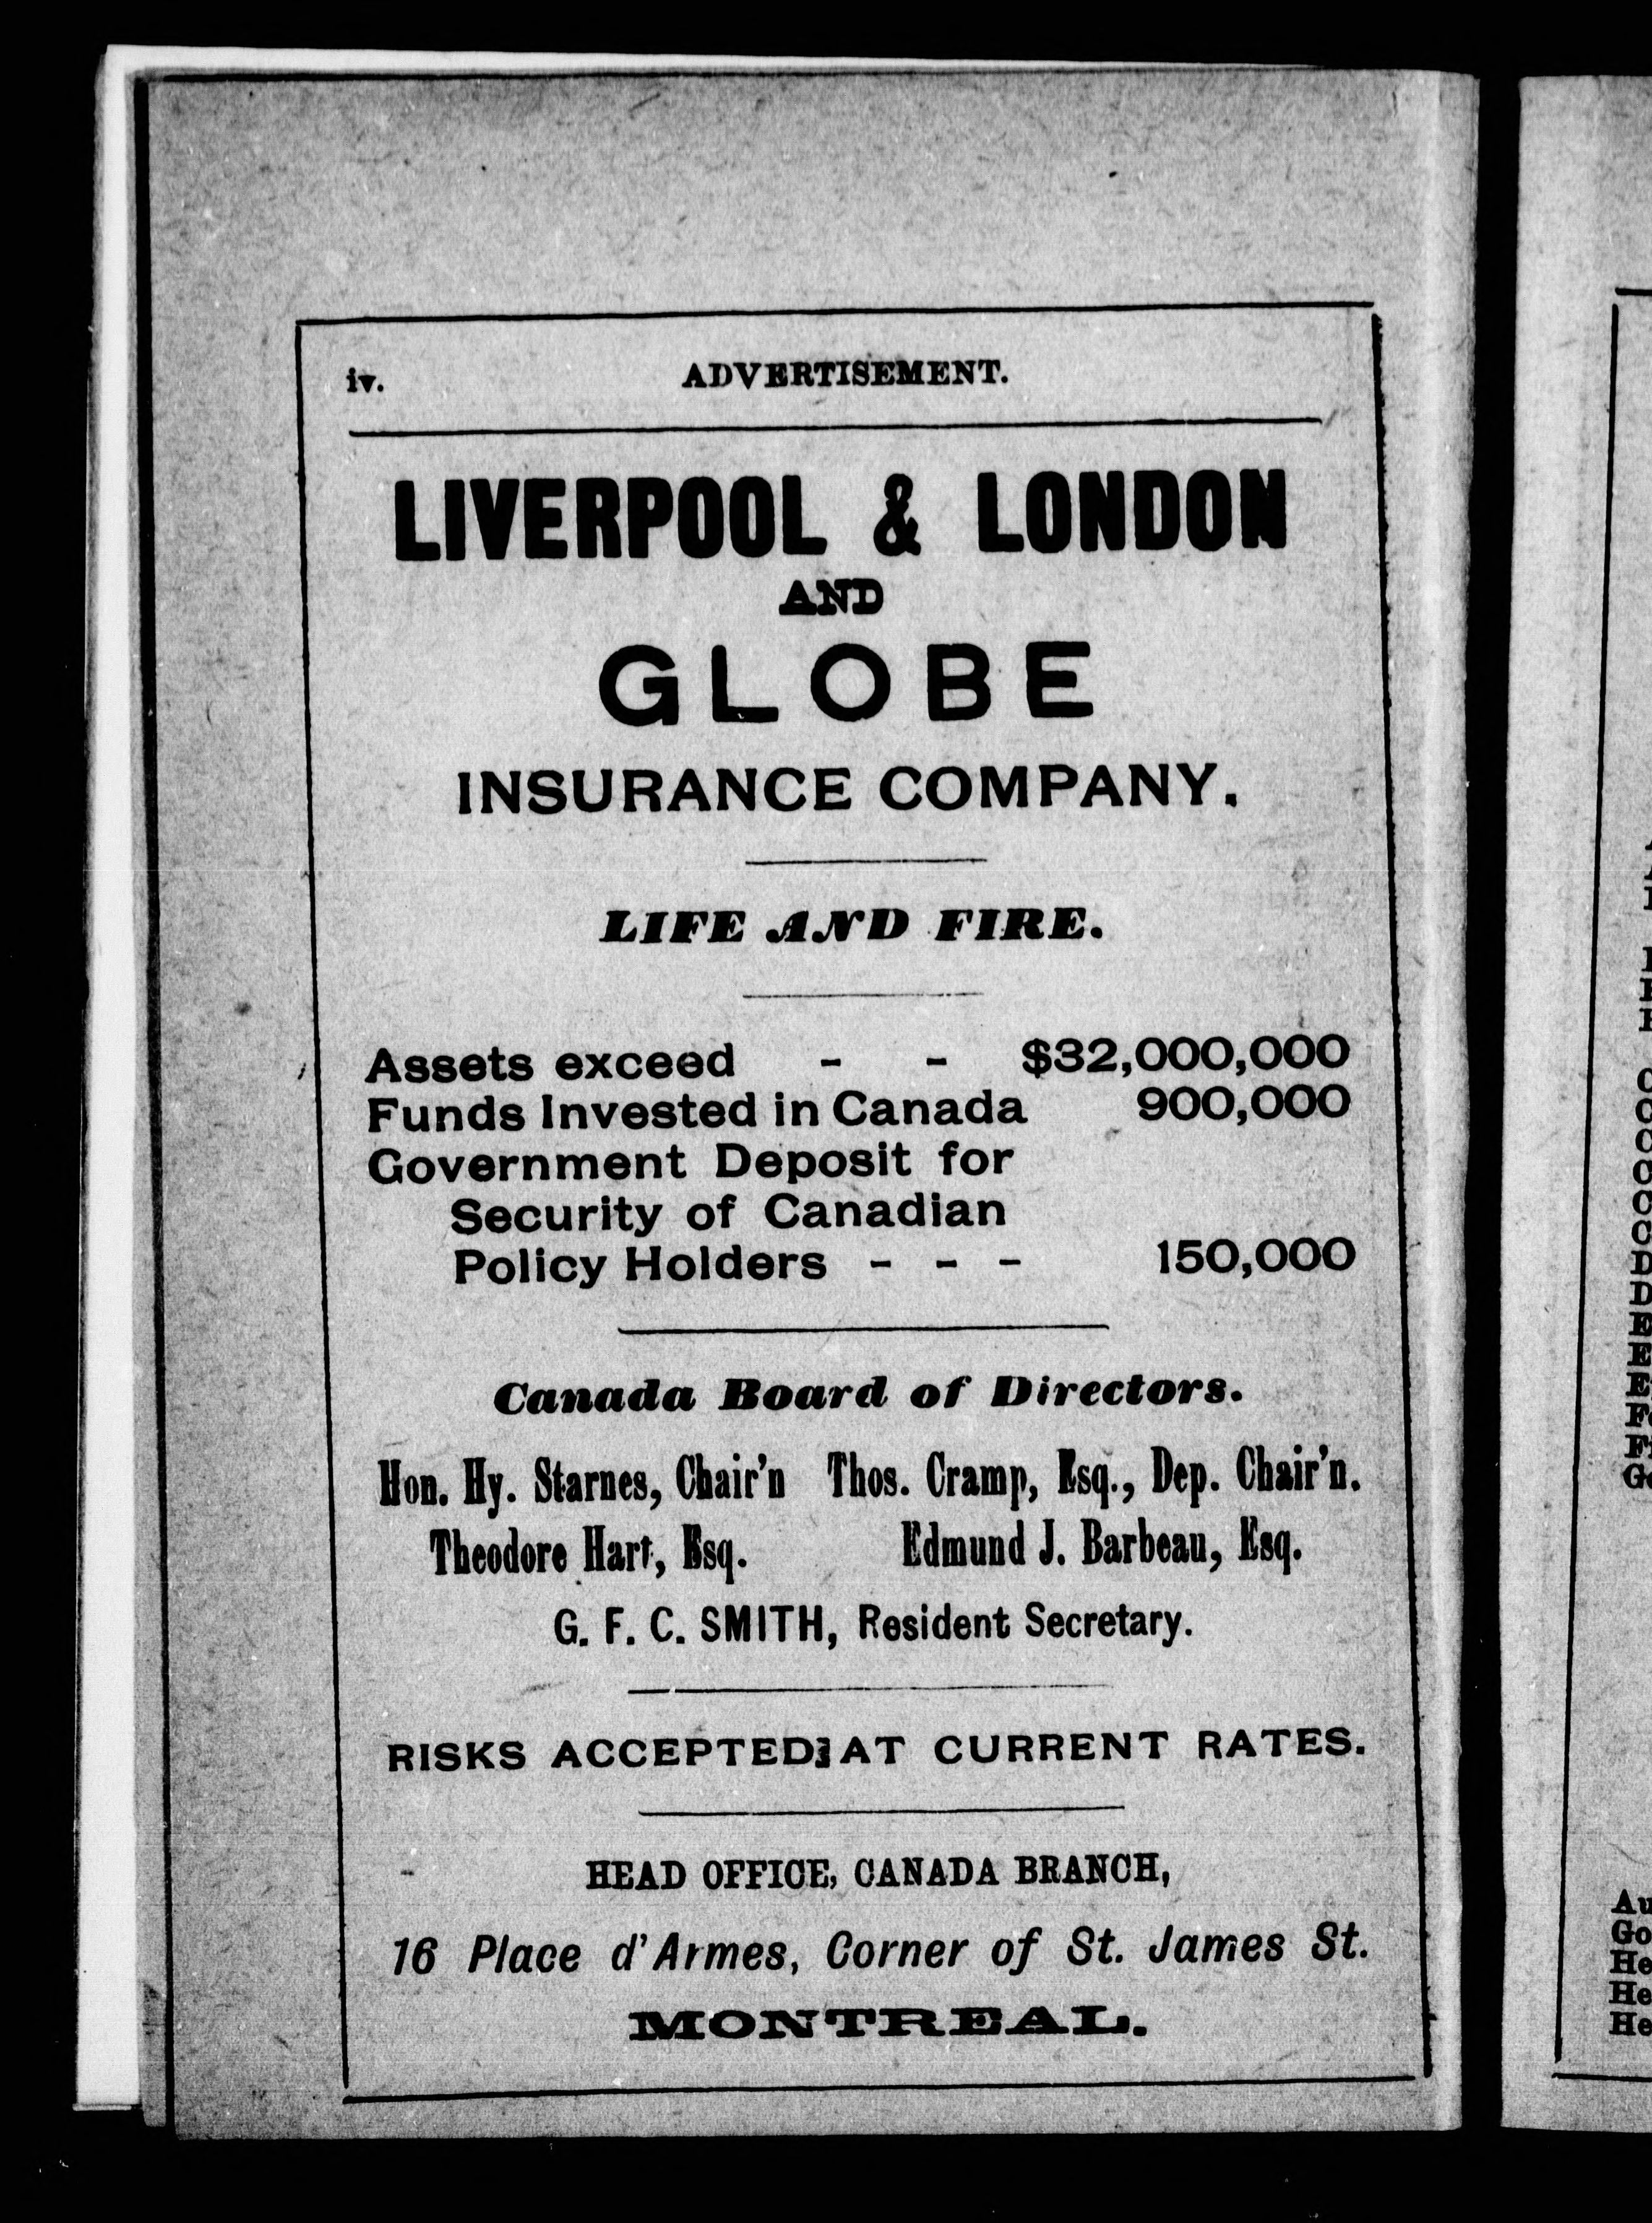 iv. ADVERTISEMENT.
LIVERPOOL & LONDON
AND
GLOBE
INSURANCE COMPANY.
LIFE AND FIRE.
Assets exceed - - $32,000,000
Funds Invested in Canada 900,000
Government Deposit for
Security of Canadian
Policy Holders - - - 150,000
Canada Board of Directors.
Hon. Hy. Starnes, Chair'n Thos. Cramp, Esq., Dep. Chair'n.
Theodore Hart, Esq. Edmund J. Barbeau, Esq.
G. F. C. SMITH, Resident Secretary.
RISKS ACCEPTED AT CURRENT RATES.
HEAD OFFICE, CANADA BRANCH,
16 Place d'Armes, Corner of St. James St.
MONTREAL.